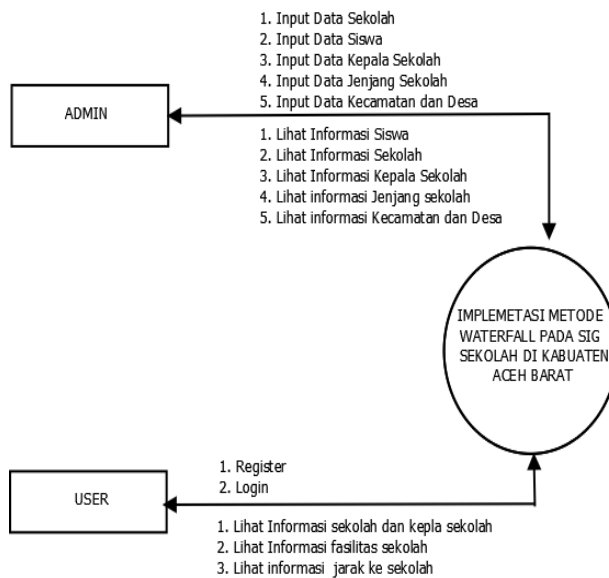 1. Input Data Sekolah
2. Input Data Siswa
3. Input Data Kepala Sekolah
4. Input Data Jenjang Sekolah
5. Input Data Kecamatan dan Desa
ADMIN
1. Lihat Informasi Siswa
2. Lihat Informasi Sekolah
3. Lihat Informasi Kepala Sekolah
4. Lihat informasi Jenjang sekolah
5. Lihat informasi Kecamatan dan Desa
IMPLEMETASI METODE
WATERFALL PADA SIG
SEKOLAH DI KABUATEN
ACEH BARAT
1. Register
2. Login
USER
1. Lihat Informasi sekolah dan kepla sekolah
2. Lihat Informasi fasilitas sekolah
3. Lihat informasi jarak ke sekolah